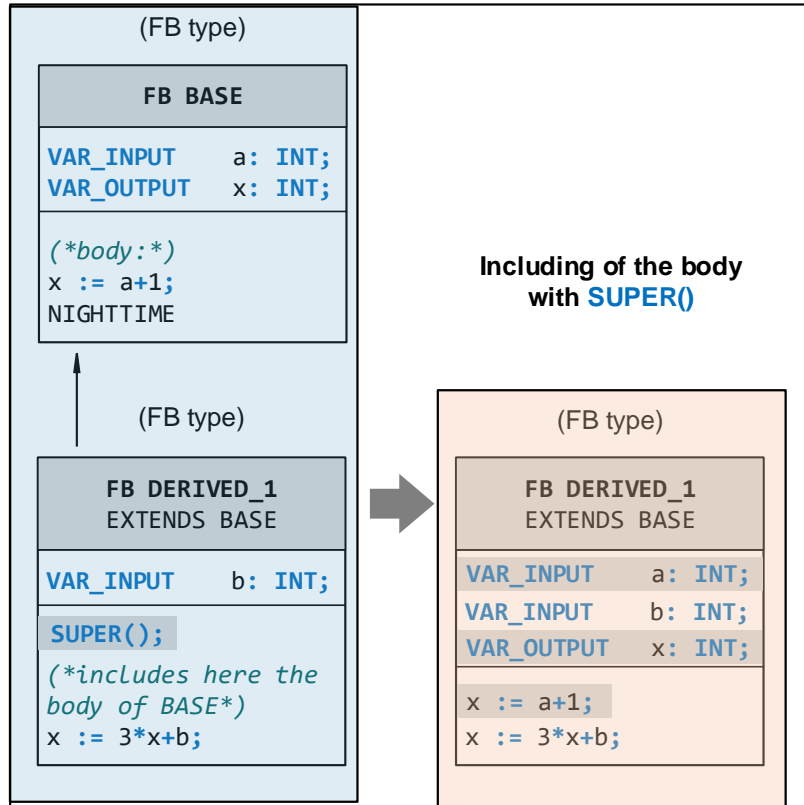 (FB type)
FB BASE
VAR_INPUT a: INT;
VAR_OUTPUT x: INT;
(*body:*)
x := a+1;
NIGHTTIME
Including of the body
with SUPER()
(FB type)
FB DERIVED_1
EXTENDS BASE
VAR_INPUT b: INT;
SUPER();
(*includes here the
body of BASE*)
x := 3*x+b;
(FB type)
FB DERIVED_1
EXTENDS BASE
VAR_INPUT a: INT;
VAR_INPUT b: INT;
VAR_OUTPUT x: INT;
x := a+1;
x := 3*x+b;